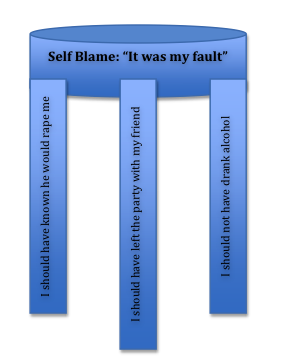 Self Blame: “It was my fault”
I should have known he would rape me
I should have left the party with my friend
I should not have drank alcohol